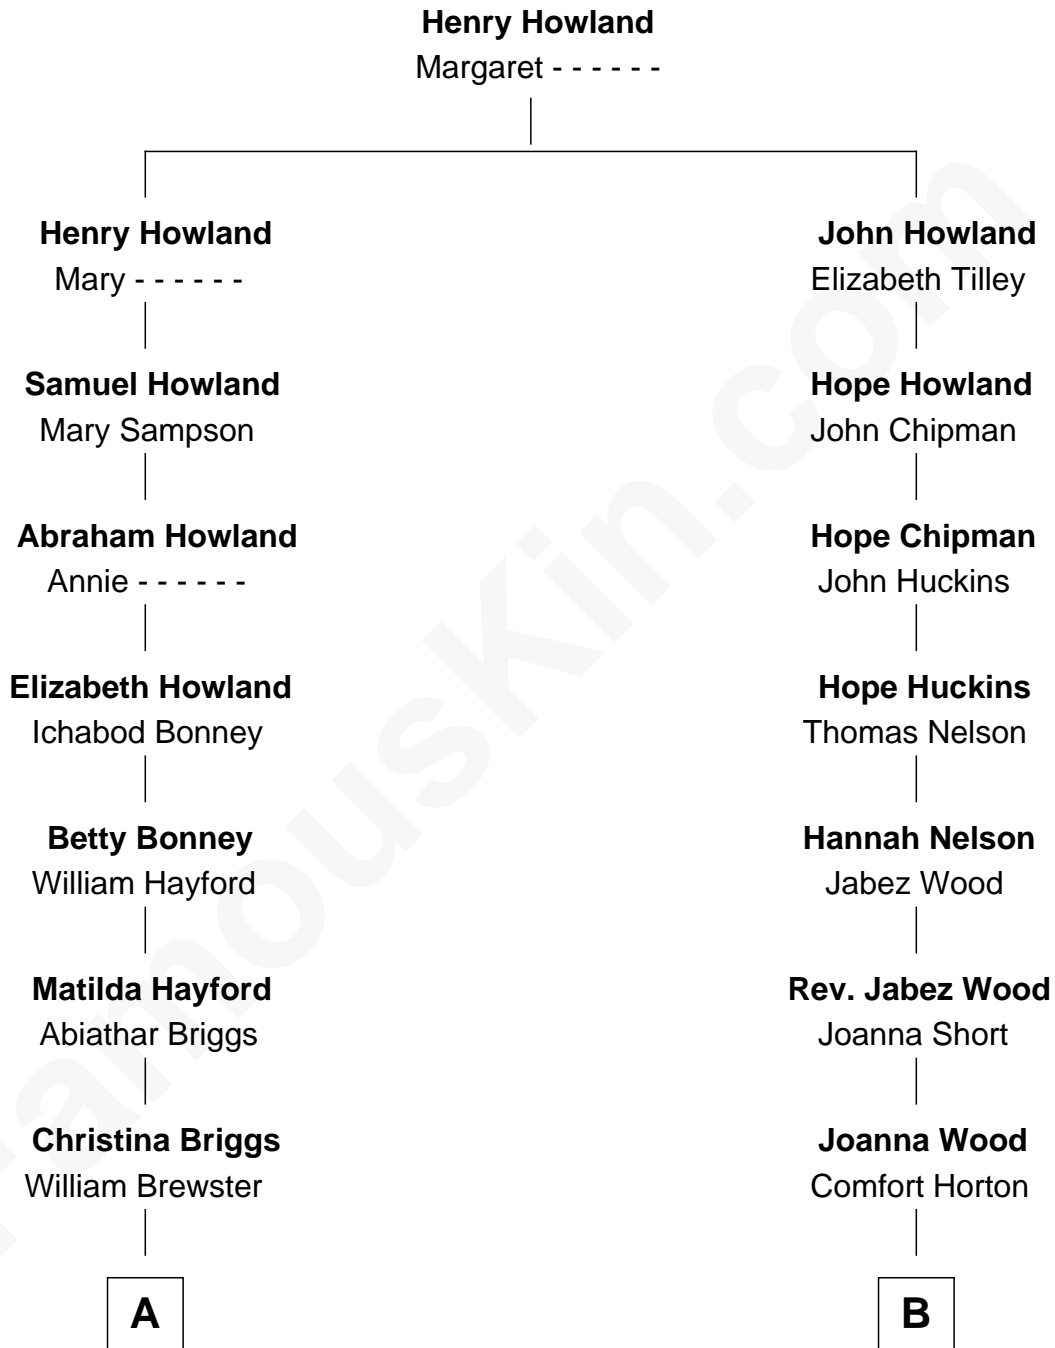 Henry Howland
Margaret - - - - - -
Henry Howland
Mary - - - - - -
John Howland
Elizabeth Tilley
Samuel Howland
Mary Sampson
Hope Howland
John Chipman
Abraham Howland
Annie - - - - - -
Hope Chipman
John Huckins
Elizabeth Howland
Ichabod Bonney
Hope Huckins
Thomas Nelson
Betty Bonney
William Hayford
Hannah Nelson
Jabez Wood
Matilda Hayford
Abiathar Briggs
Rev. Jabez Wood
Joanna Short
Christina Briggs
William Brewster
Joanna Wood
Comfort Horton
A
B
FamousKin.com